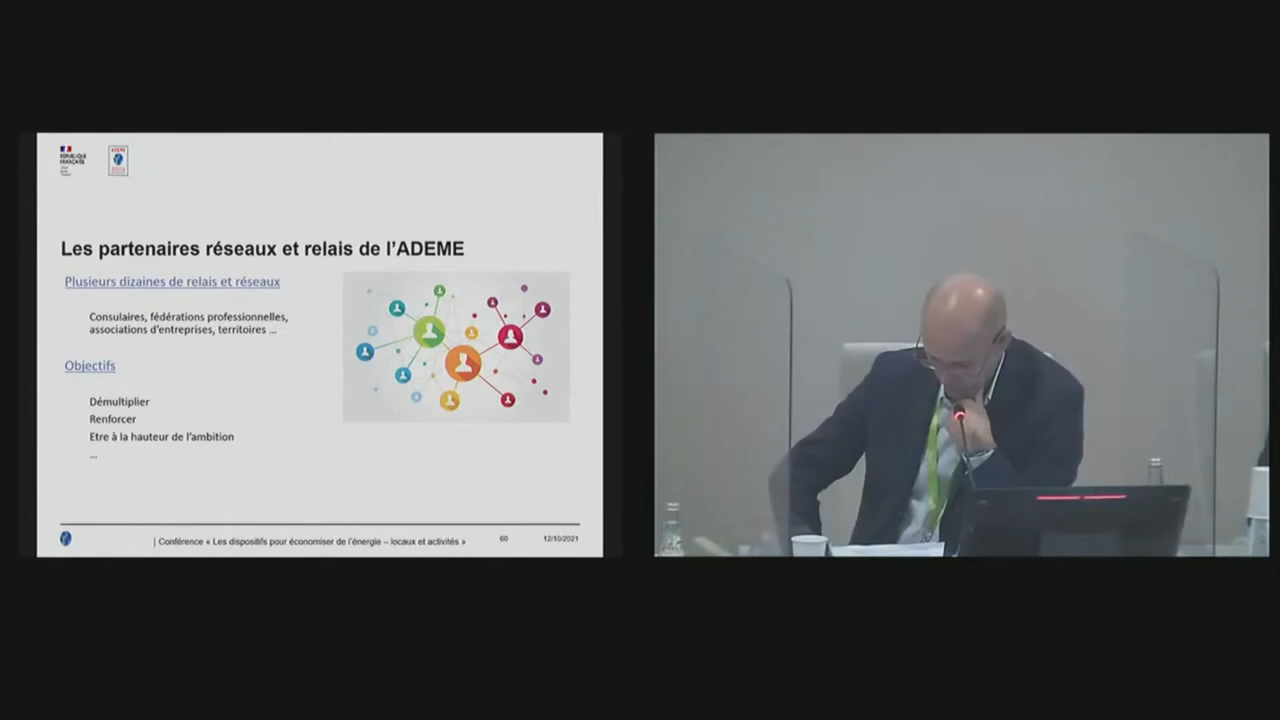 RÉPUBLIQUE
FRANÇAISE
ADEME
Les partenaires réseaux et relais de l'ADEME
Plusieurs dizaines de relais et réseaux
Consulaires, fédérations professionnelles,
associations d'entreprises, territoires ...
Objectifs
Démultiplier
Renforcer
Etre à la hauteur de l'ambition
...
| Conférence « Les dispositifs pour économiser de l'énergie – locaux et activités » 60 12/10/2021